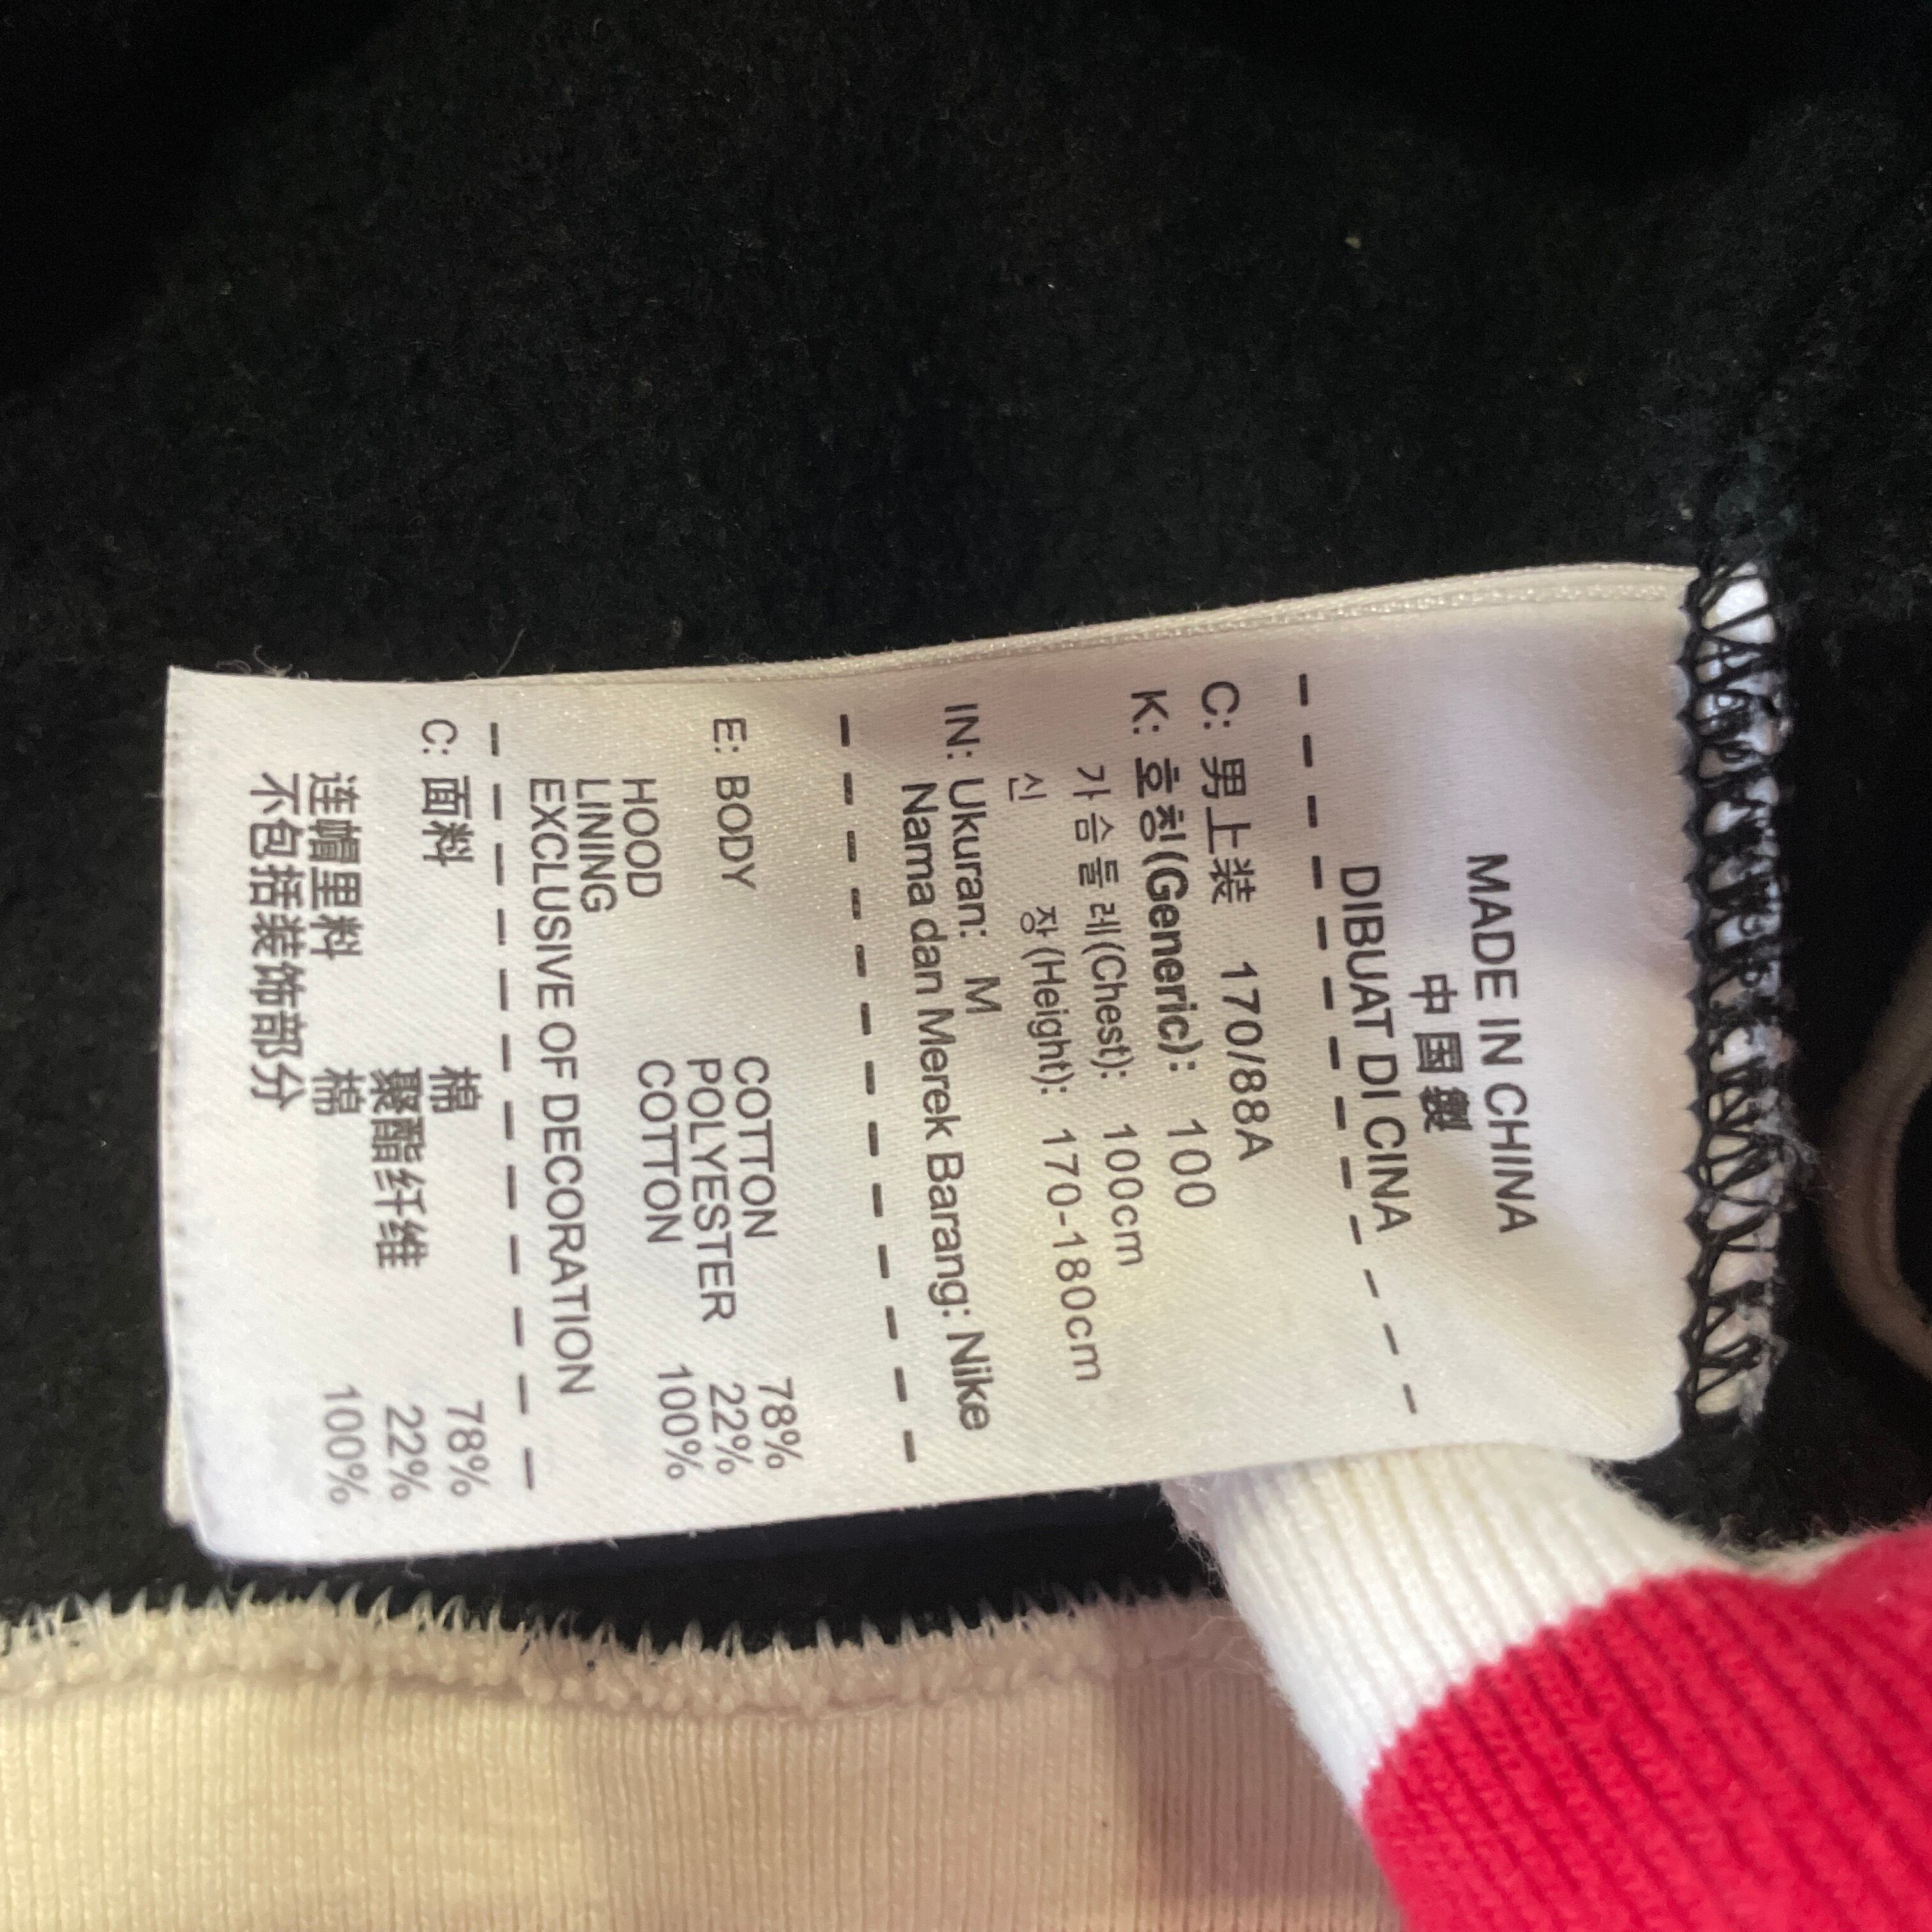 MADE IN CHINA
中国製
DIBUAT DI CINA
C: 男上装 170/88A
K: 호칭(Generic): 100
가슴둘레(Chest): 100cm
신 장(Height): 170-180cm
IN: Ukuran: M
Nama dan Merek Barang: Nike
E: BODY COTTON 78%
POLYESTER 22%
HOOD COTTON 100%
LINING
EXCLUSIVE OF DECORATION
C: 面料 棉 78%
聚酯纤维 22%
连帽里料 棉 100%
不包括装饰部分